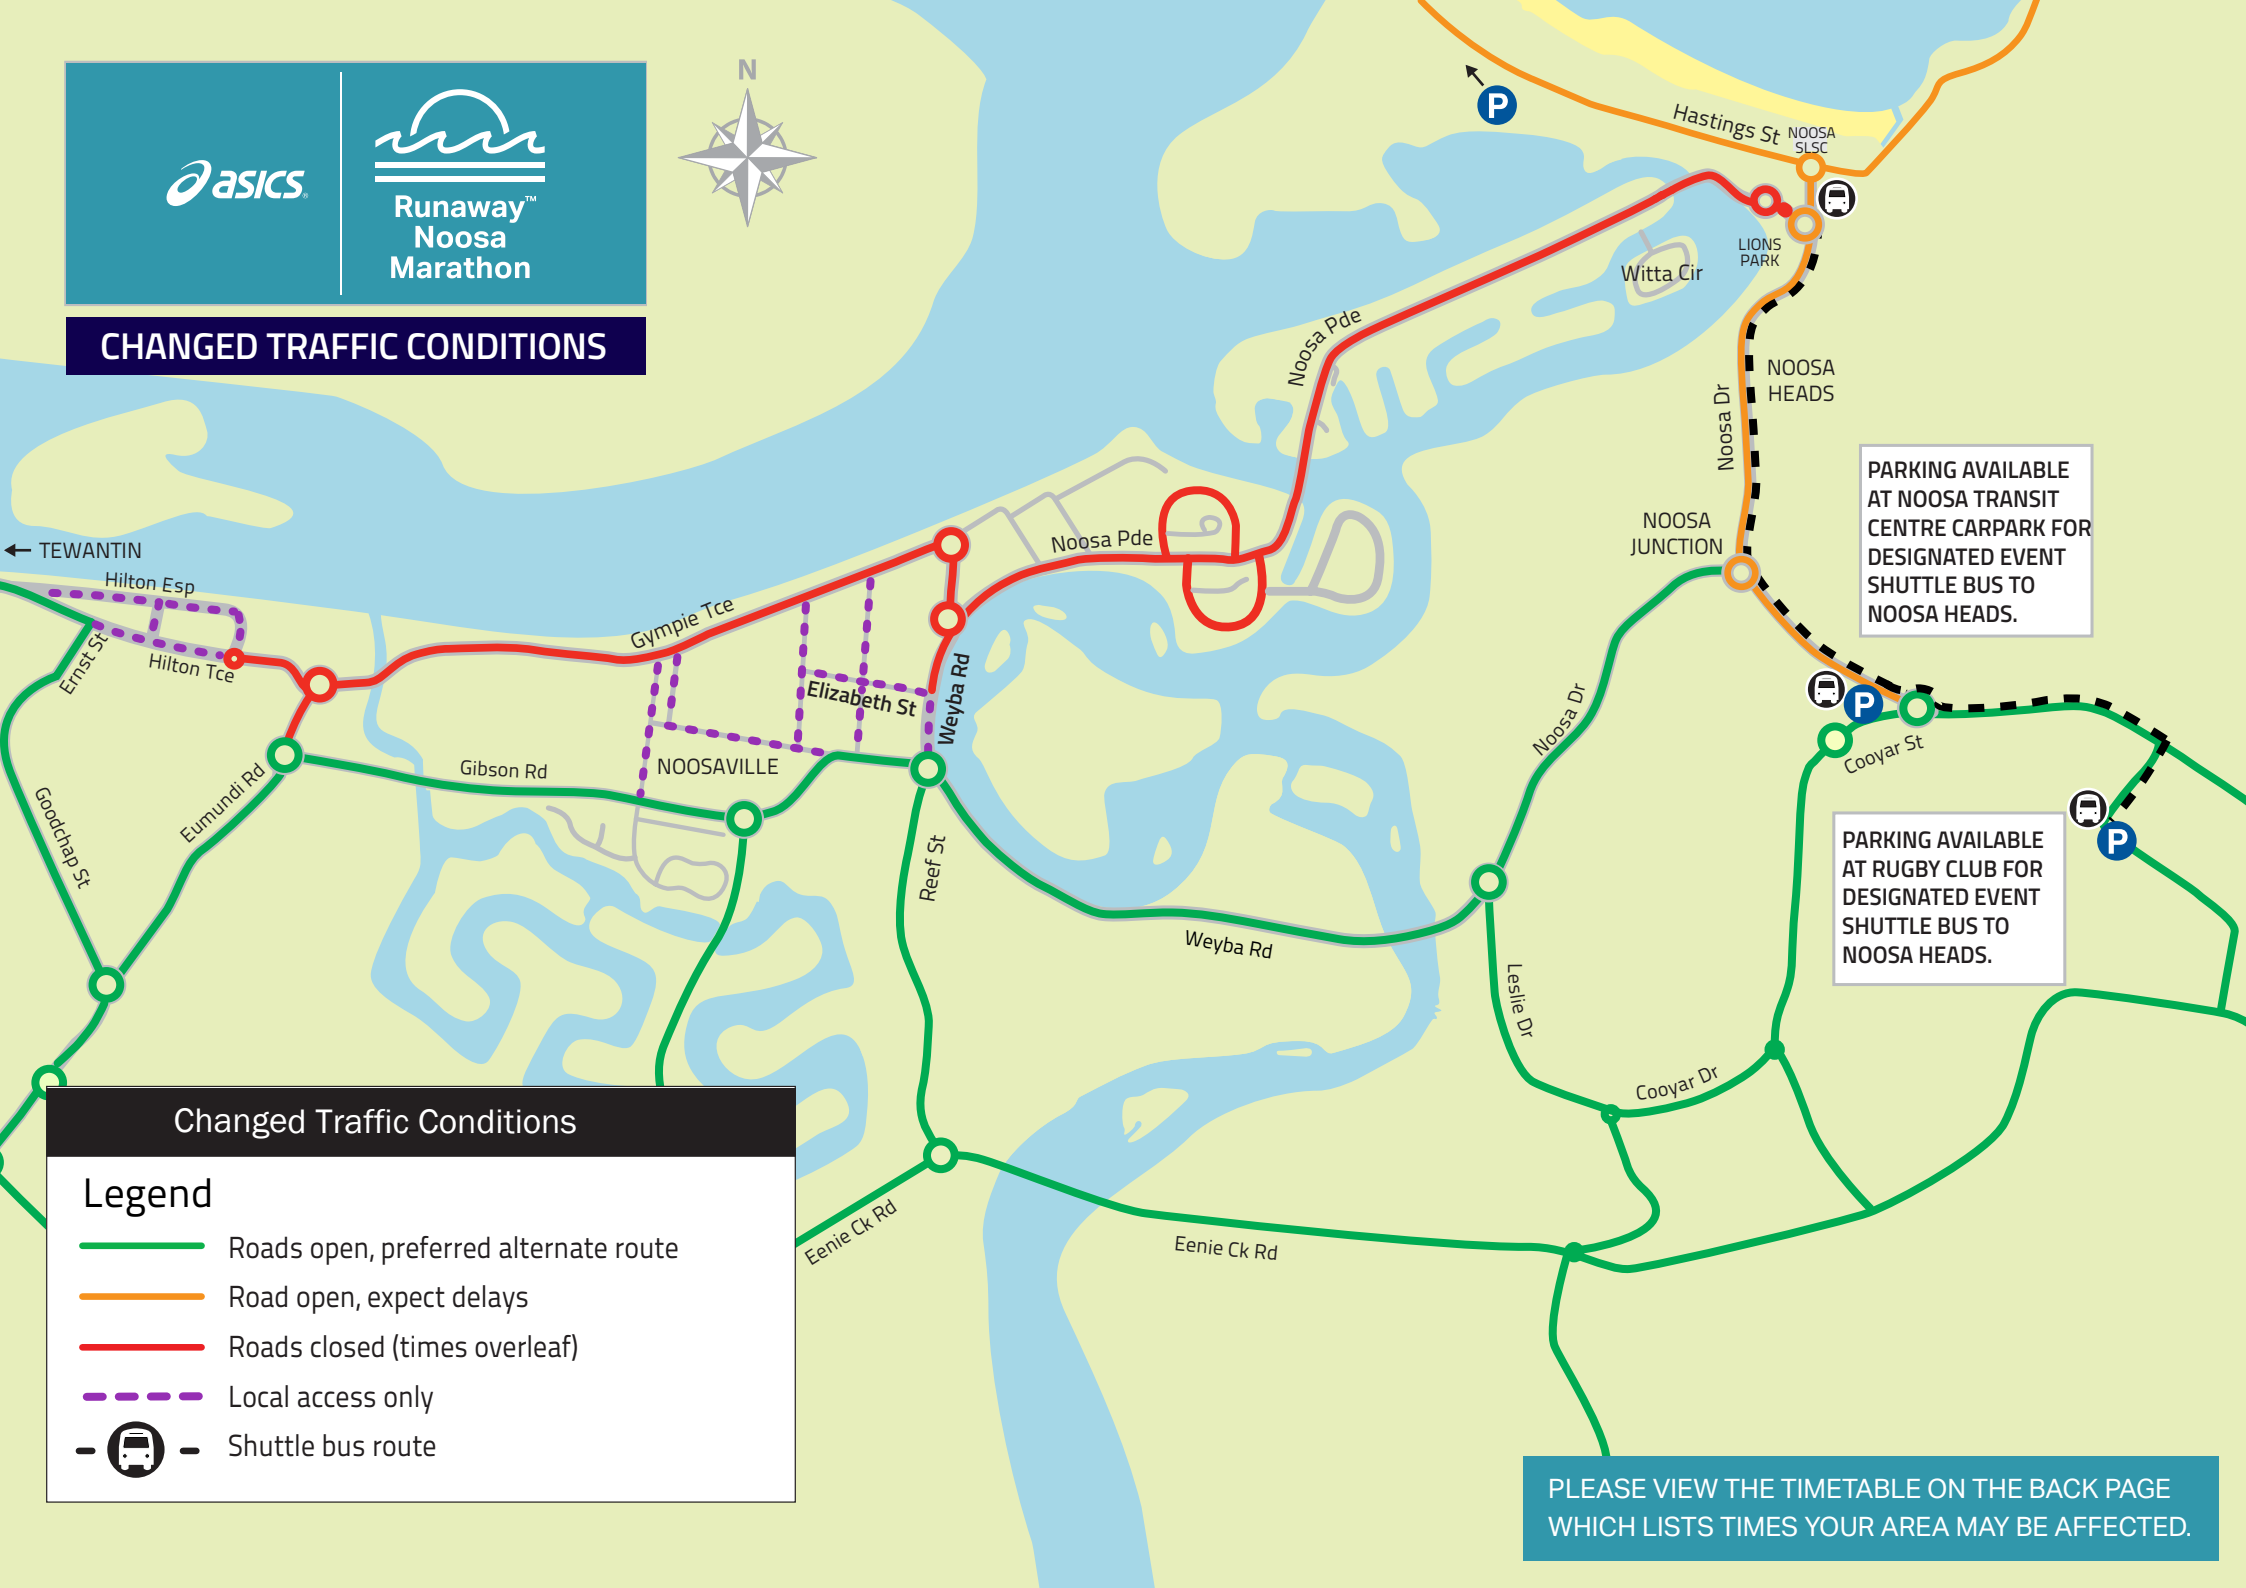 asics
Runaway™
Noosa
Marathon
CHANGED TRAFFIC CONDITIONS
N
P
Hastings St
NOOSA
SLSC
LIONS
PARK
Witta Cir
Noosa Pde
NOOSA
HEADS
Noosa Dr
PARKING AVAILABLE
AT NOOSA TRANSIT
CENTRE CARPARK FOR
DESIGNATED EVENT
SHUTTLE BUS TO
NOOSA HEADS.
NOOSA
JUNCTION
Noosa Pde
TEWANTIN
Hilton Esp
Ernst St
Hilton Tce
Gympie Tce
Elizabeth St
Weyba Rd
Noosa Dr
P
Cooyar St
NOOSAVILLE
Gibson Rd
Eumundi Rd
Goodchap St
Reef St
P
PARKING AVAILABLE
AT RUGBY CLUB FOR
DESIGNATED EVENT
SHUTTLE BUS TO
NOOSA HEADS.
Weyba Rd
Leslie Dr
Cooyar Dr
Eenie Ck Rd
Eenie Ck Rd
Changed Traffic Conditions
Legend
Roads open, preferred alternate route
Road open, expect delays
Roads closed (times overleaf)
Local access only
Shuttle bus route
PLEASE VIEW THE TIMETABLE ON THE BACK PAGE
WHICH LISTS TIMES YOUR AREA MAY BE AFFECTED.